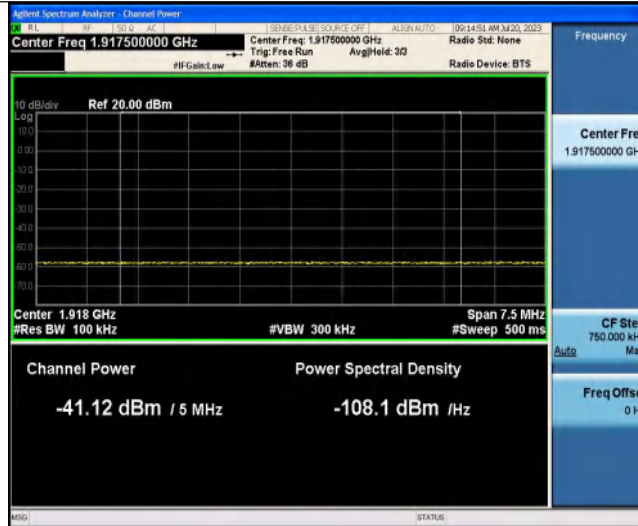 Agilent Spectrum Analyzer - Channel Power
RL RF 50 Ω AC SENSE:PULSE SOURCE OFF ALIGN AUTO 09:14:51 AM Jul 20, 2023
Center Freq 1.917500000 GHz
Center Freq: 1.917500000 GHz
Radio Std: None
Trig: Free Run Avg|Hold: 3/3
#IFGain:Low #Atten: 36 dB Radio Device: BTS
Frequency
10 dB/div Ref 20.00 dBm
Log
10.0
0.00
-10.0
-20.0
-30.0
-40.0
-50.0
-60.0
-70.0
Center Fre
1.917500000 GH
Center 1.918 GHz Span 7.5 MHz
#Res BW 100 kHz #VBW 300 kHz #Sweep 500 ms
CF Ste
750.000 kH
Auto Ma
Channel Power Power Spectral Density
-41.12 dBm / 5 MHz -108.1 dBm /Hz
Freq Offse
0 H
MSG STATUS